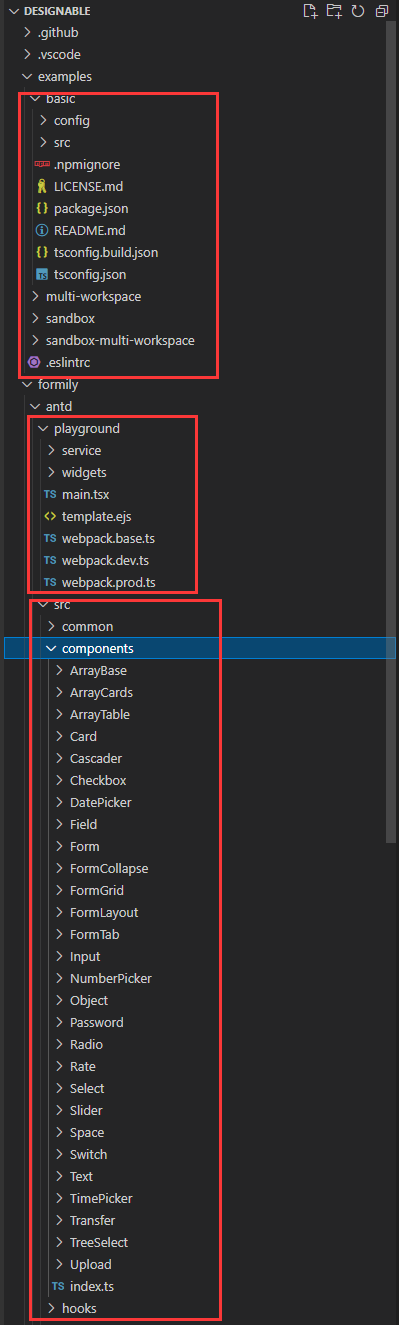 DESIGNABLE
.github
.vscode
examples
basic
config
src
.npmignore
LICENSE.md
package.json
README.md
tsconfig.build.json
tsconfig.json
multi-workspace
sandbox
sandbox-multi-workspace
.eslintrc
formily
antd
playground
service
widgets
TS main.tsx
template.ejs
TS webpack.base.ts
TS webpack.dev.ts
TS webpack.prod.ts
src
common
components
ArrayBase
ArrayCards
ArrayTable
Card
Cascader
Checkbox
DatePicker
Field
Form
FormCollapse
FormGrid
FormLayout
FormTab
Input
NumberPicker
Object
Password
Radio
Rate
Select
Slider
Space
Switch
Text
TimePicker
Transfer
TreeSelect
Upload
TS index.ts
hooks